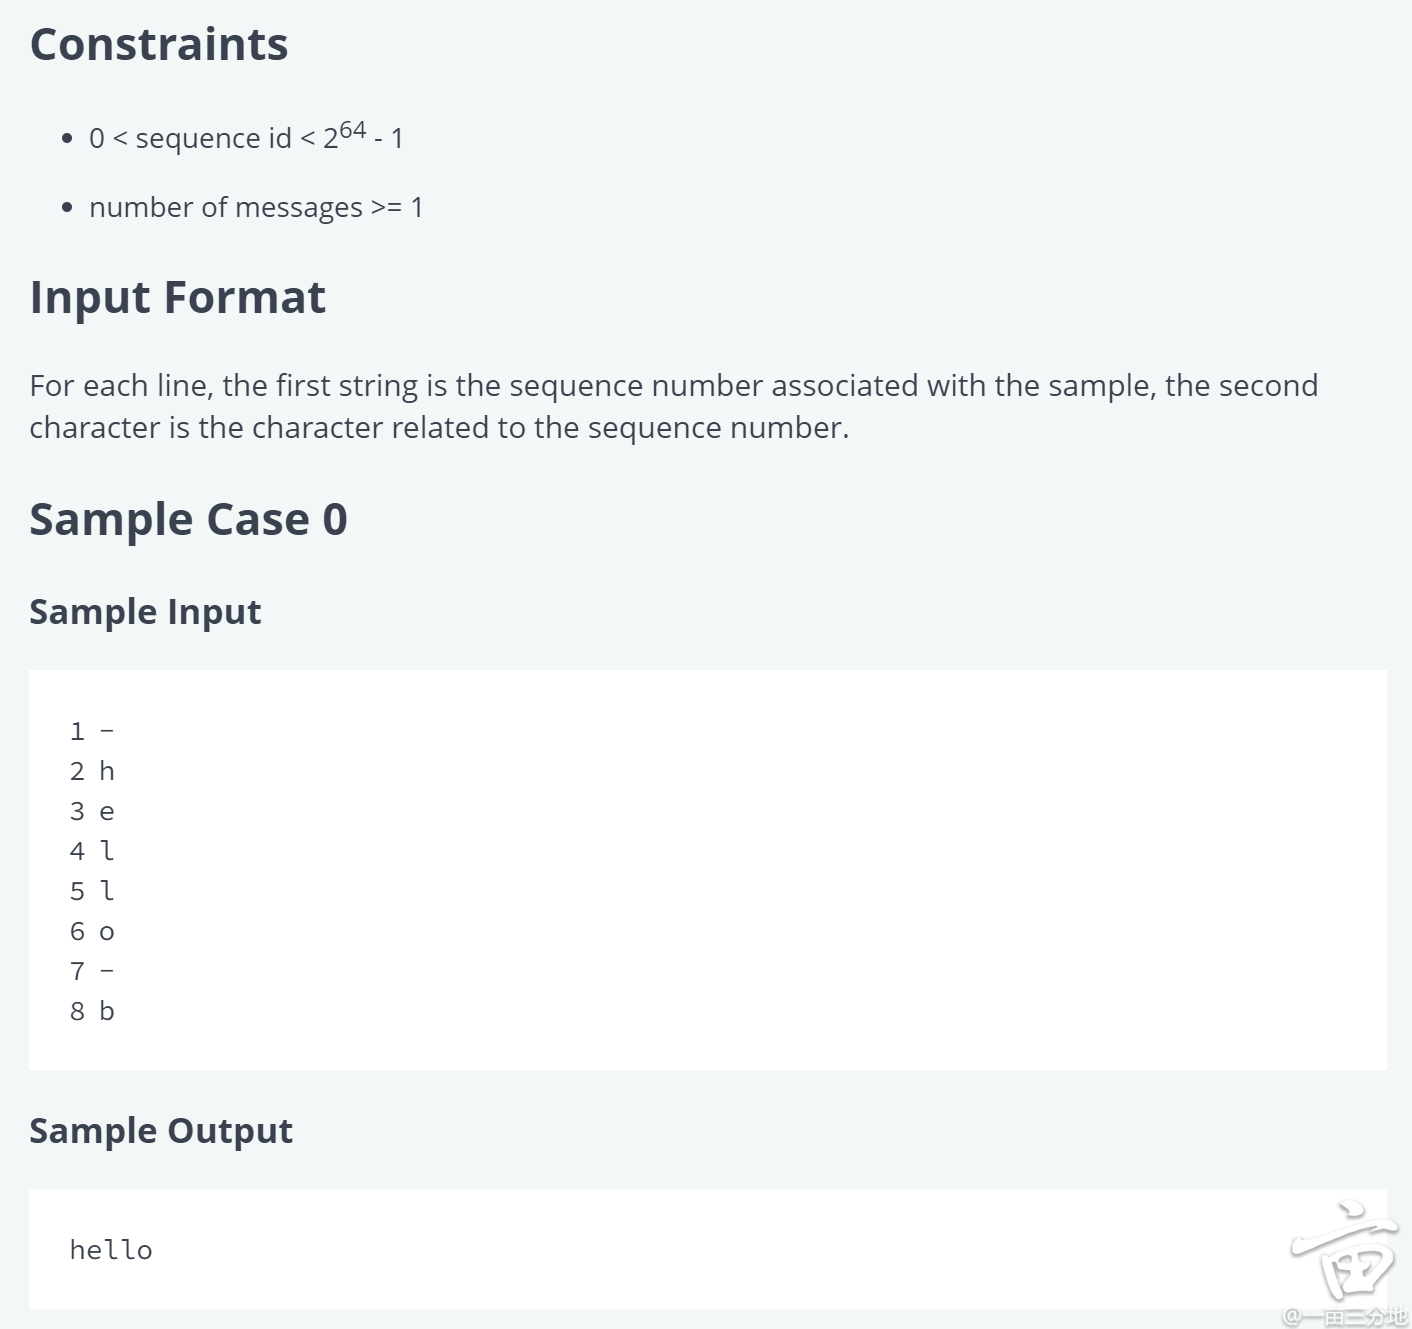 Constraints
• 0 < sequence id < 2^64 - 1
• number of messages >= 1
Input Format
For each line, the first string is the sequence number associated with the sample, the second
character is the character related to the sequence number.
Sample Case 0
Sample Input
1 -
2 h
3 e
4 l
5 l
6 o
7 -
8 b
Sample Output
hello
亩
@一亩三分地